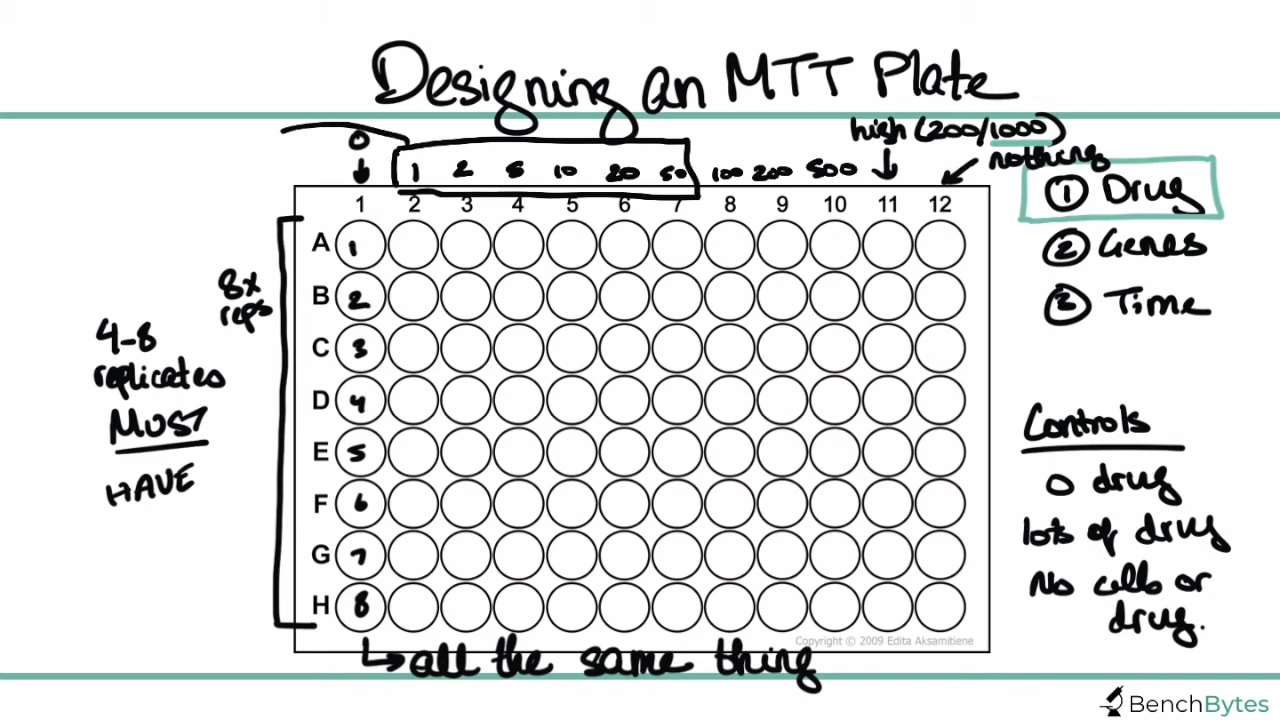 Designing an MTT Plate
high (200/1000)
nothing
0
1 2 5 10 20 50 100 200 500
1 2 3 4 5 6 7 8 9 10 11 12
A 1
B 2
C 3
D 4
E 5
F 6
G 7
H 8
8x
reps
4-8
replicates
MUST
HAVE
1 Drug
2 Genes
3 Time
Controls
0 drug
lots of drug
No cells or
drug.
Copyright © 2009 Edita Aksamitiene
all the same thing
BenchBytes